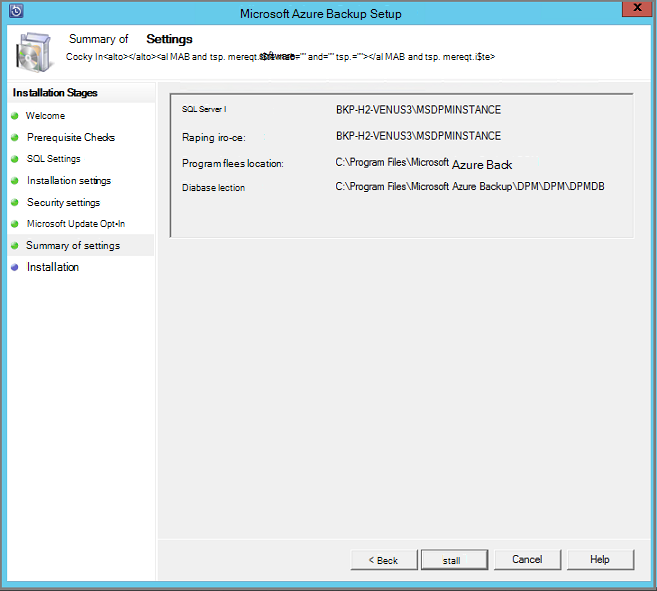 Microsoft Azure Backup Setup
X
Summary of Settings
Cocky In<alto></alto><al MAB and tsp. mereqt.i$te and="" tsp.=""></al MAB and tsp. mereqt.i$te>
Installation Stages
Welcome
Prerequisite Checks
SQL Settings
Installation settings
Security settings
Microsoft Update Opt-In
Summary of settings
Installation
SQL Server I BKP-H2-VENUS3\MSDPMINSTANCE
Raping iro-ce: BKP-H2-VENUS3\MSDPMINSTANCE
Program flees location: C:\Program Files\Microsoft Azure Back
Diabase lection C:\Program Files\Microsoft Azure Backup\DPM\DPM\DPMDB
< Beck
stall
Cancel
Help